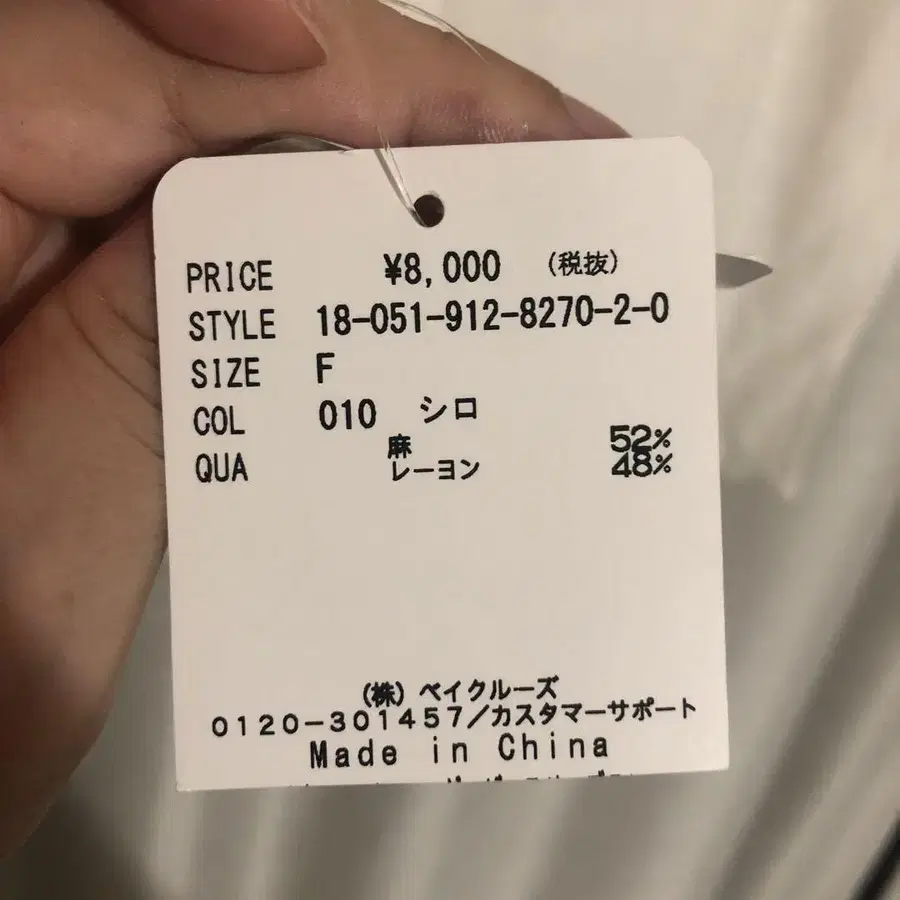 PRICE ¥8,000 (税抜)
STYLE 18-051-912-8270-2-0
SIZE F
COL 010 シロ
QUA 麻 52%
レーヨン 48%
(株)ベイクルーズ
0120-301457/カスタマーサポート
Made in China